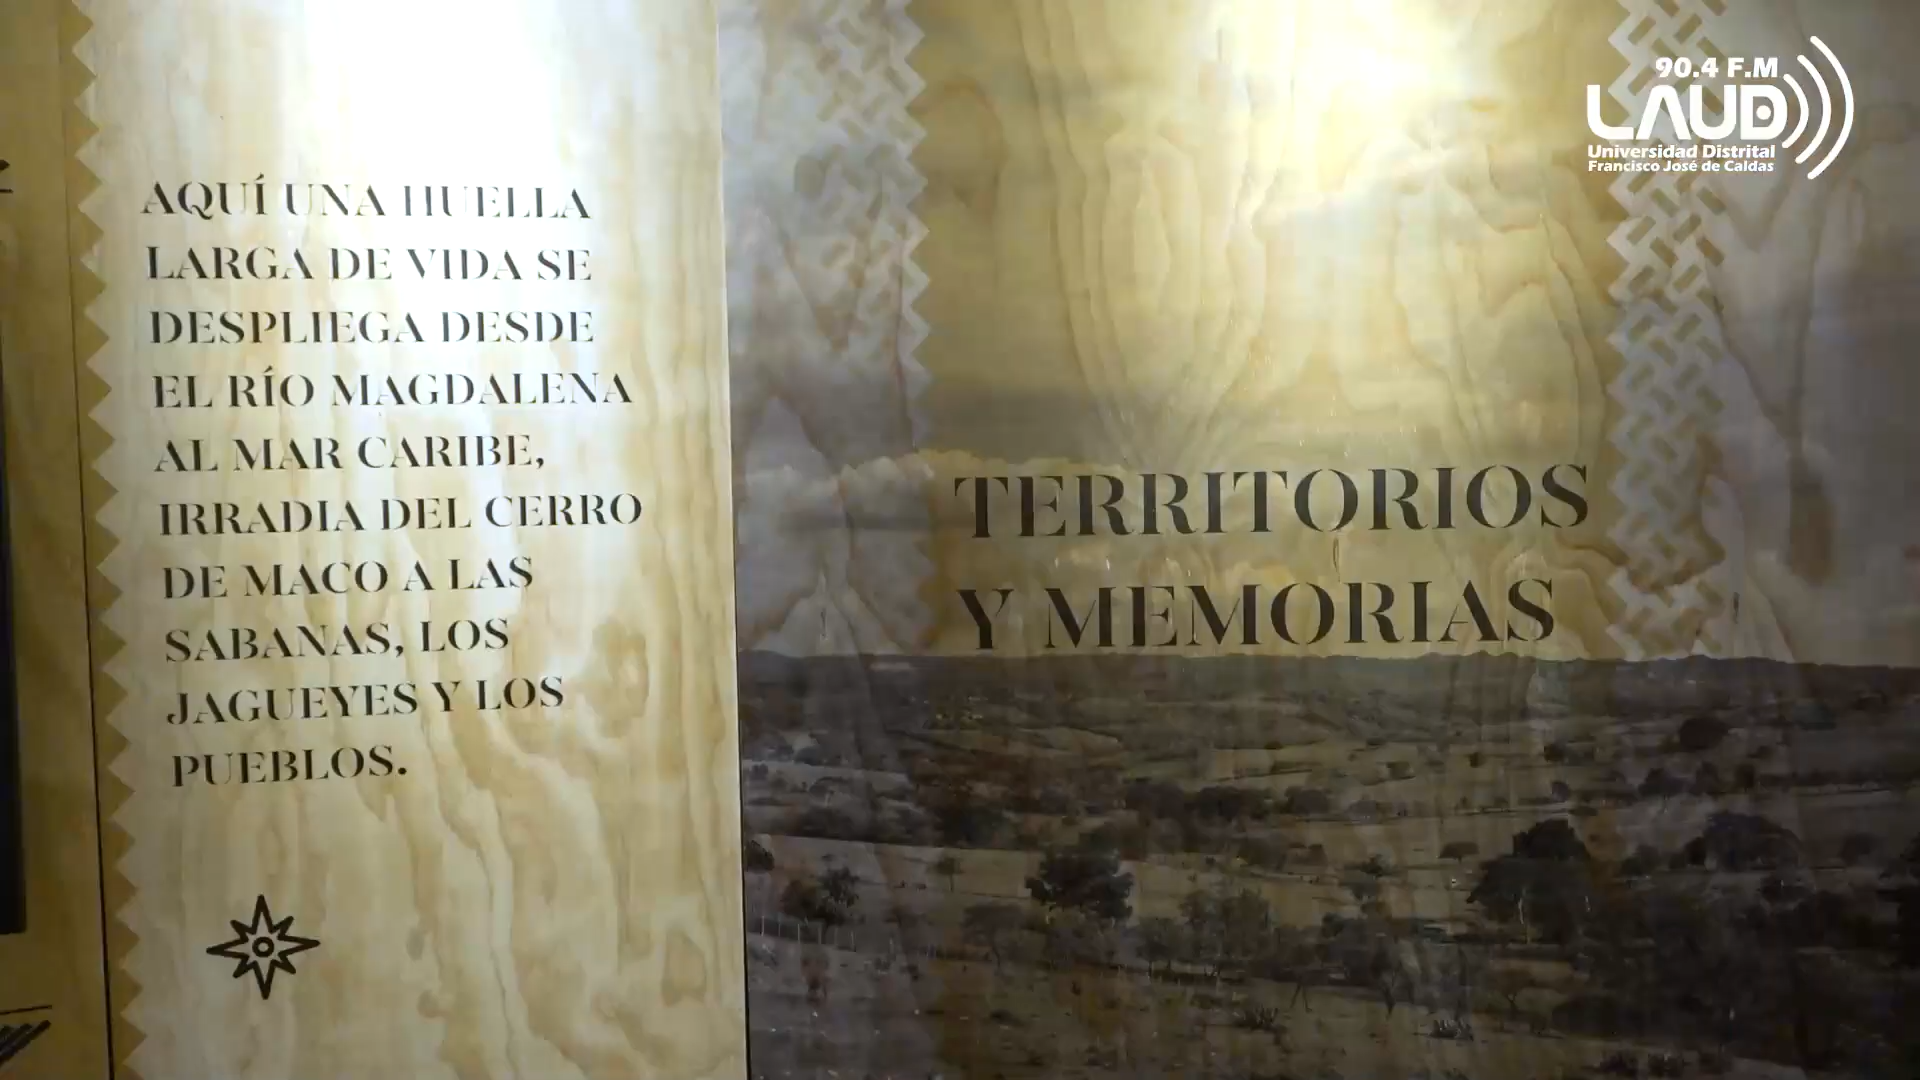 AQUÍ UNA HUELLA
LARGA DE VIDA SE
DESPLIEGA DESDE
EL RÍO MAGDALENA
AL MAR CARIBE,
IRRADIA DEL CERRO
DE MACO A LAS
SABANAS, LOS
JAGUEYES Y LOS
PUEBLOS.
TERRITORIOS
Y MEMORIAS
90.4 F.M
LAUD
Universidad Distrital
Francisco José de Caldas